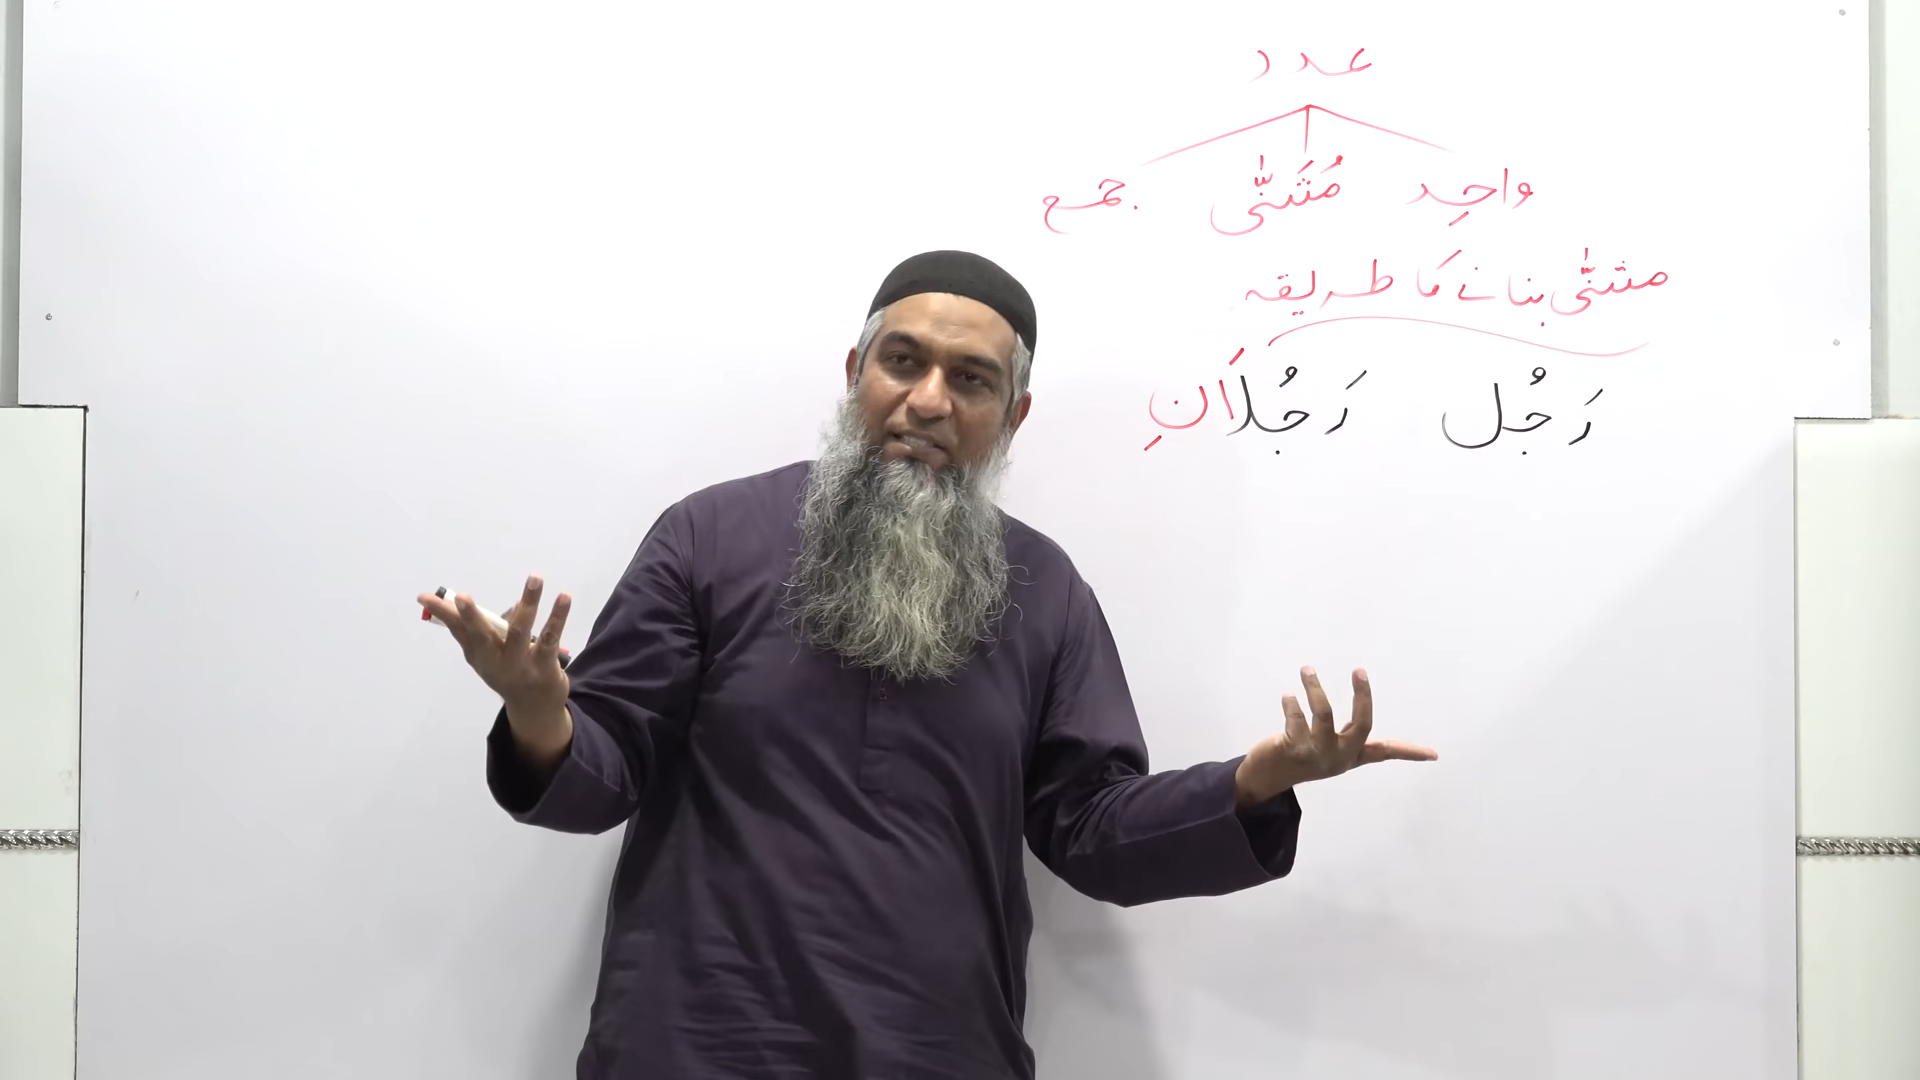 عدد
واحِد مُثَنّٰى جمع
مثنّٰى بنانے کا طریقہ
رَجُل رَجُلَانِ